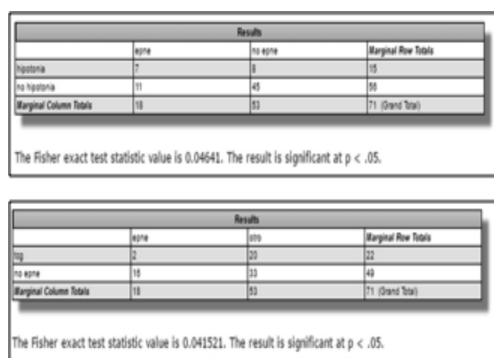 Results
epne no epne Marginal Row Totals
hipotonia 7 8 15
no hipotonia 11 45 56
Marginal Column Totals 18 53 71 (Grand Total)
The Fisher exact test statistic value is 0.04641. The result is significant at p < .05.
Results
epne otro Marginal Row Totals
2 20 22
no epne 16 33 49
Marginal Column Totals 18 53 71 (Grand Total)
The Fisher exact test statistic value is 0.041521. The result is significant at p < .05.